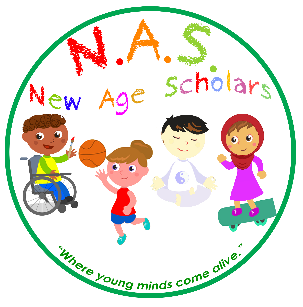 N.A.S.
New Age Scholars
"Where young minds come alive."